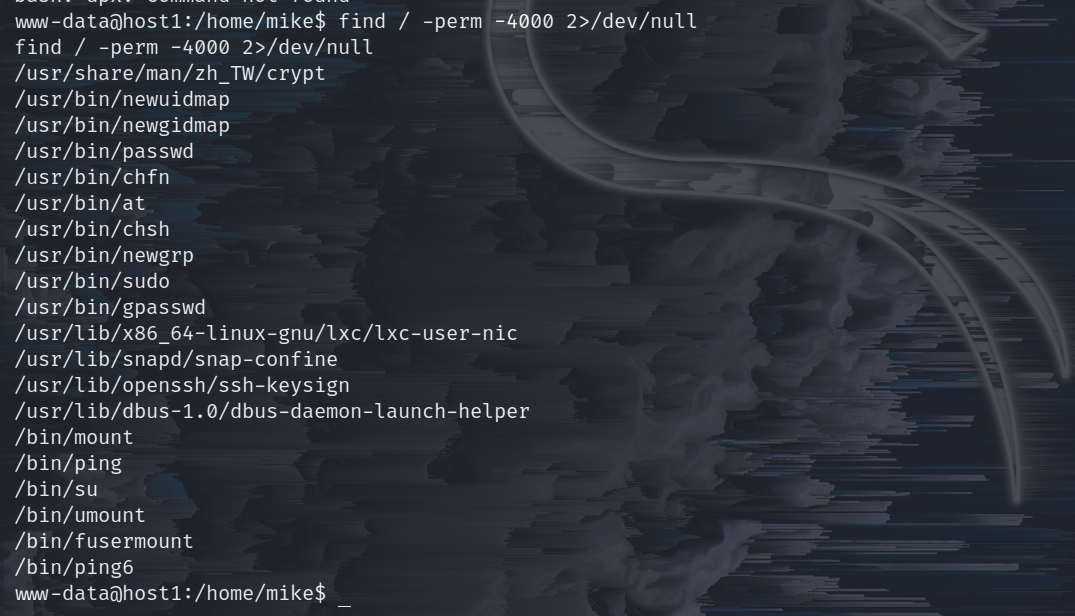 www-data@host1:/home/mike$ find / -perm -4000 2>/dev/null
find / -perm -4000 2>/dev/null
/usr/share/man/zh_TW/crypt
/usr/bin/newuidmap
/usr/bin/newgidmap
/usr/bin/passwd
/usr/bin/chfn
/usr/bin/at
/usr/bin/chsh
/usr/bin/newgrp
/usr/bin/sudo
/usr/bin/gpasswd
/usr/lib/x86_64-linux-gnu/lxc/lxc-user-nic
/usr/lib/snapd/snap-confine
/usr/lib/openssh/ssh-keysign
/usr/lib/dbus-1.0/dbus-daemon-launch-helper
/bin/mount
/bin/ping
/bin/su
/bin/umount
/bin/fusermount
/bin/ping6
www-data@host1:/home/mike$ _